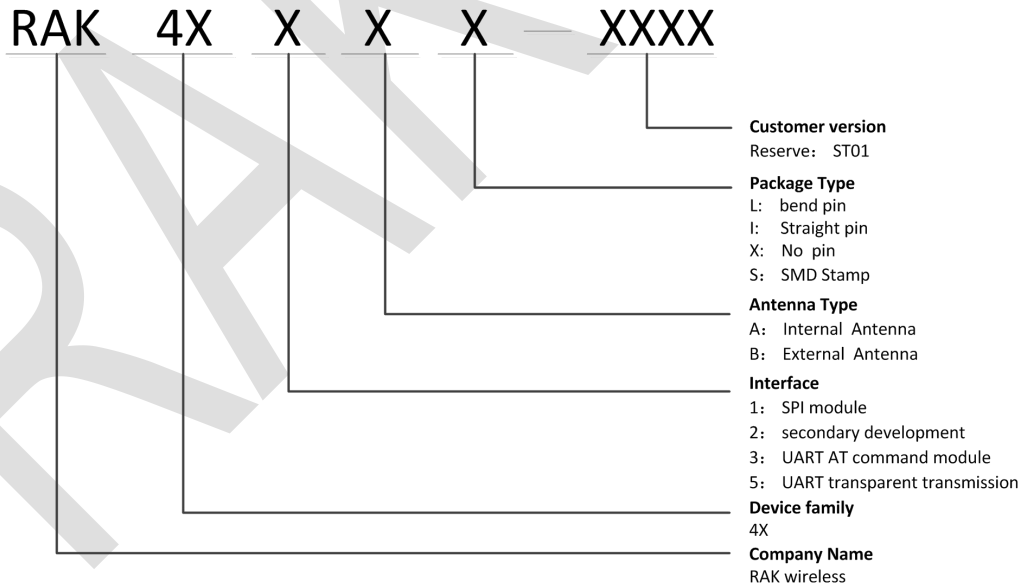 RAK 4X X X X — XXXX
Customer version
Reserve： ST01
Package Type
L: bend pin
I: Straight pin
X: No pin
S: SMD Stamp
Antenna Type
A： Internal Antenna
B： External Antenna
Interface
1： SPI module
2： secondary development
3： UART AT command module
5： UART transparent transmission
Device family
4X
Company Name
RAK wireless
RAK